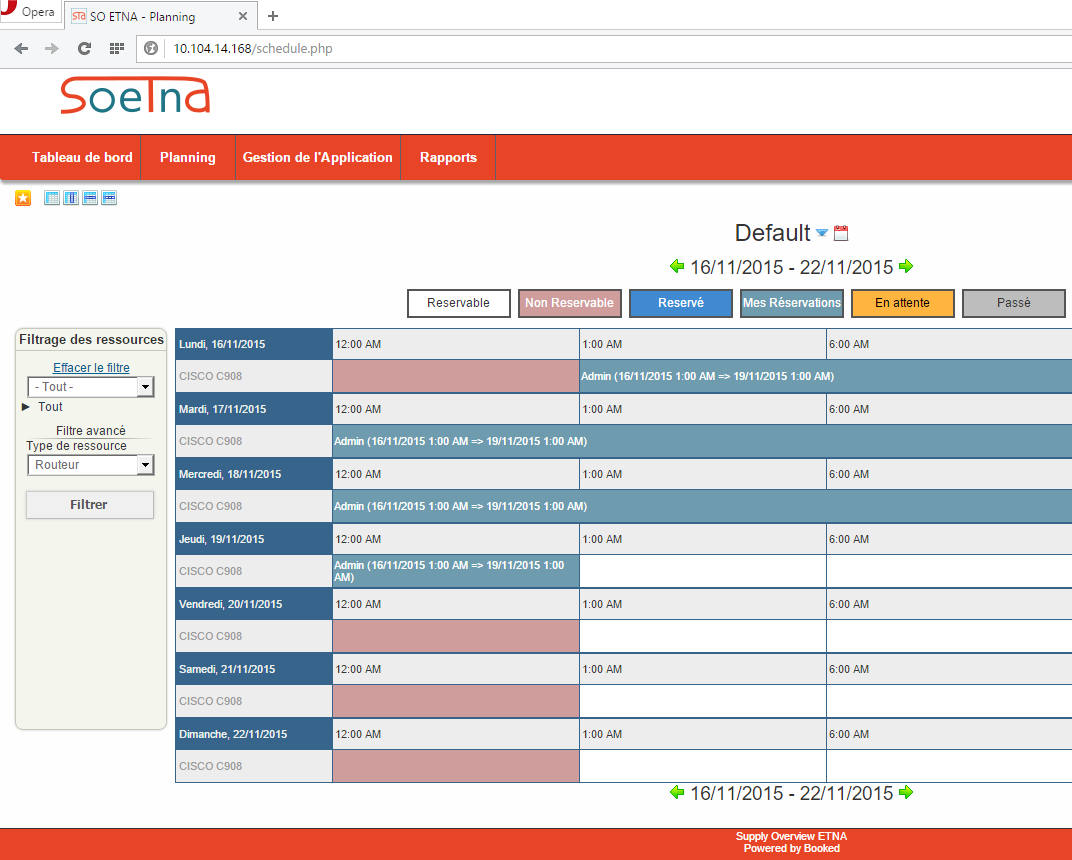 Opera
STA SO ETNA - Planning
10.104.14.168/schedule.php
soetna
Tableau de bord
Planning
Gestion de l'Application
Rapports
Default
16/11/2015 - 22/11/2015
Reservable
Non Reservable
Reservé
Mes Réservations
En attente
Passé
Filtrage des ressources
Effacer le filtre
- Tout -
Tout
Filtre avancé
Type de ressource
Routeur
Filtrer
Lundi, 16/11/2015 12:00 AM 1:00 AM 6:00 AM
CISCO C908 Admin (16/11/2015 1:00 AM => 19/11/2015 1:00 AM)
Mardi, 17/11/2015 12:00 AM 1:00 AM 6:00 AM
CISCO C908 Admin (16/11/2015 1:00 AM => 19/11/2015 1:00 AM)
Mercredi, 18/11/2015 12:00 AM 1:00 AM 6:00 AM
CISCO C908 Admin (16/11/2015 1:00 AM => 19/11/2015 1:00 AM)
Jeudi, 19/11/2015 12:00 AM 1:00 AM 6:00 AM
CISCO C908 Admin (16/11/2015 1:00 AM => 19/11/2015 1:00
AM)
Vendredi, 20/11/2015 12:00 AM 1:00 AM 6:00 AM
CISCO C908
Samedi, 21/11/2015 12:00 AM 1:00 AM 6:00 AM
CISCO C908
Dimanche, 22/11/2015 12:00 AM 1:00 AM 6:00 AM
CISCO C908
16/11/2015 - 22/11/2015
Supply Overview ETNA
Powered by Booked